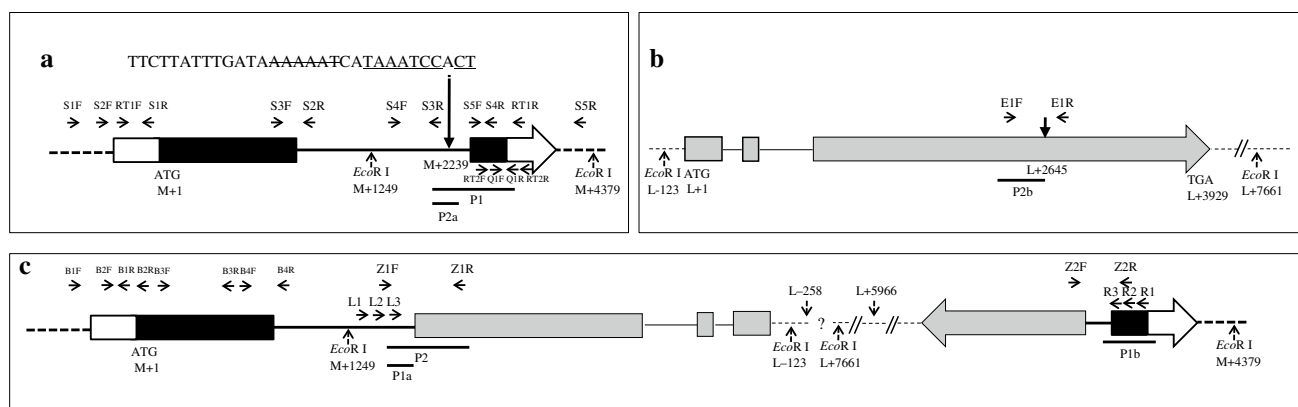 a
TTCTTATTTGATAAAAAATCATAAATCCACT
S1F S2F RT1F S1R S3F S2R S4F S3R S5F S4R RT1R S5R
ATG
M+1
EcoR I
M+1249
M+2239
RT2F Q1F Q1R RT2R
P1
P2a
EcoR I
M+4379
b
E1F E1R
EcoR I
L-123
ATG
L+1
L+2645
P2b
TGA
L+3929
EcoR I
L+7661
c
B1F B2F B1R B2R B3F B3R B4F B4R Z1F Z1R Z2F Z2R
L1 L2 L3
L–258 L+5966
R3 R2 R1
ATG
M+1
EcoR I
M+1249
P2
P1a
EcoR I
L–123
?
EcoR I
L+7661
P1b
EcoR I
M+4379